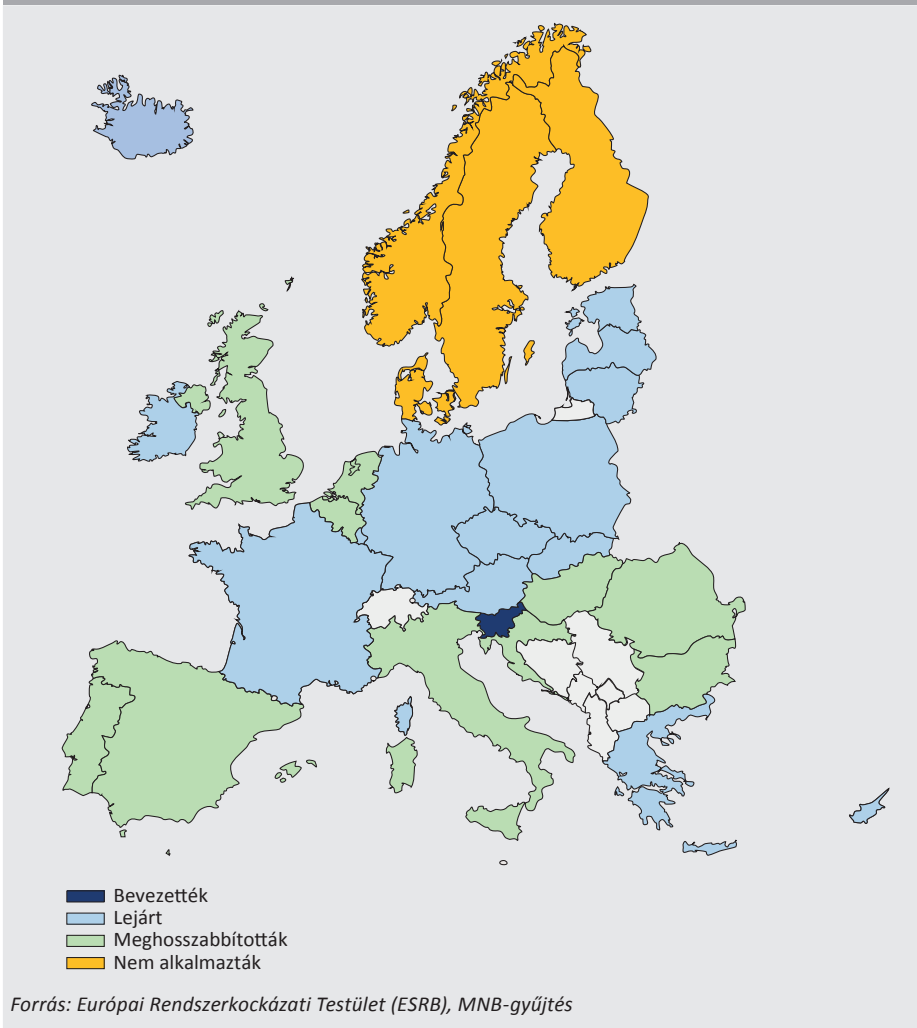 Bevezették
Lejárt
Meghosszabbították
Nem alkalmazták
Forrás: Európai Rendszerkockázati Testület (ESRB), MNB-gyűjtés